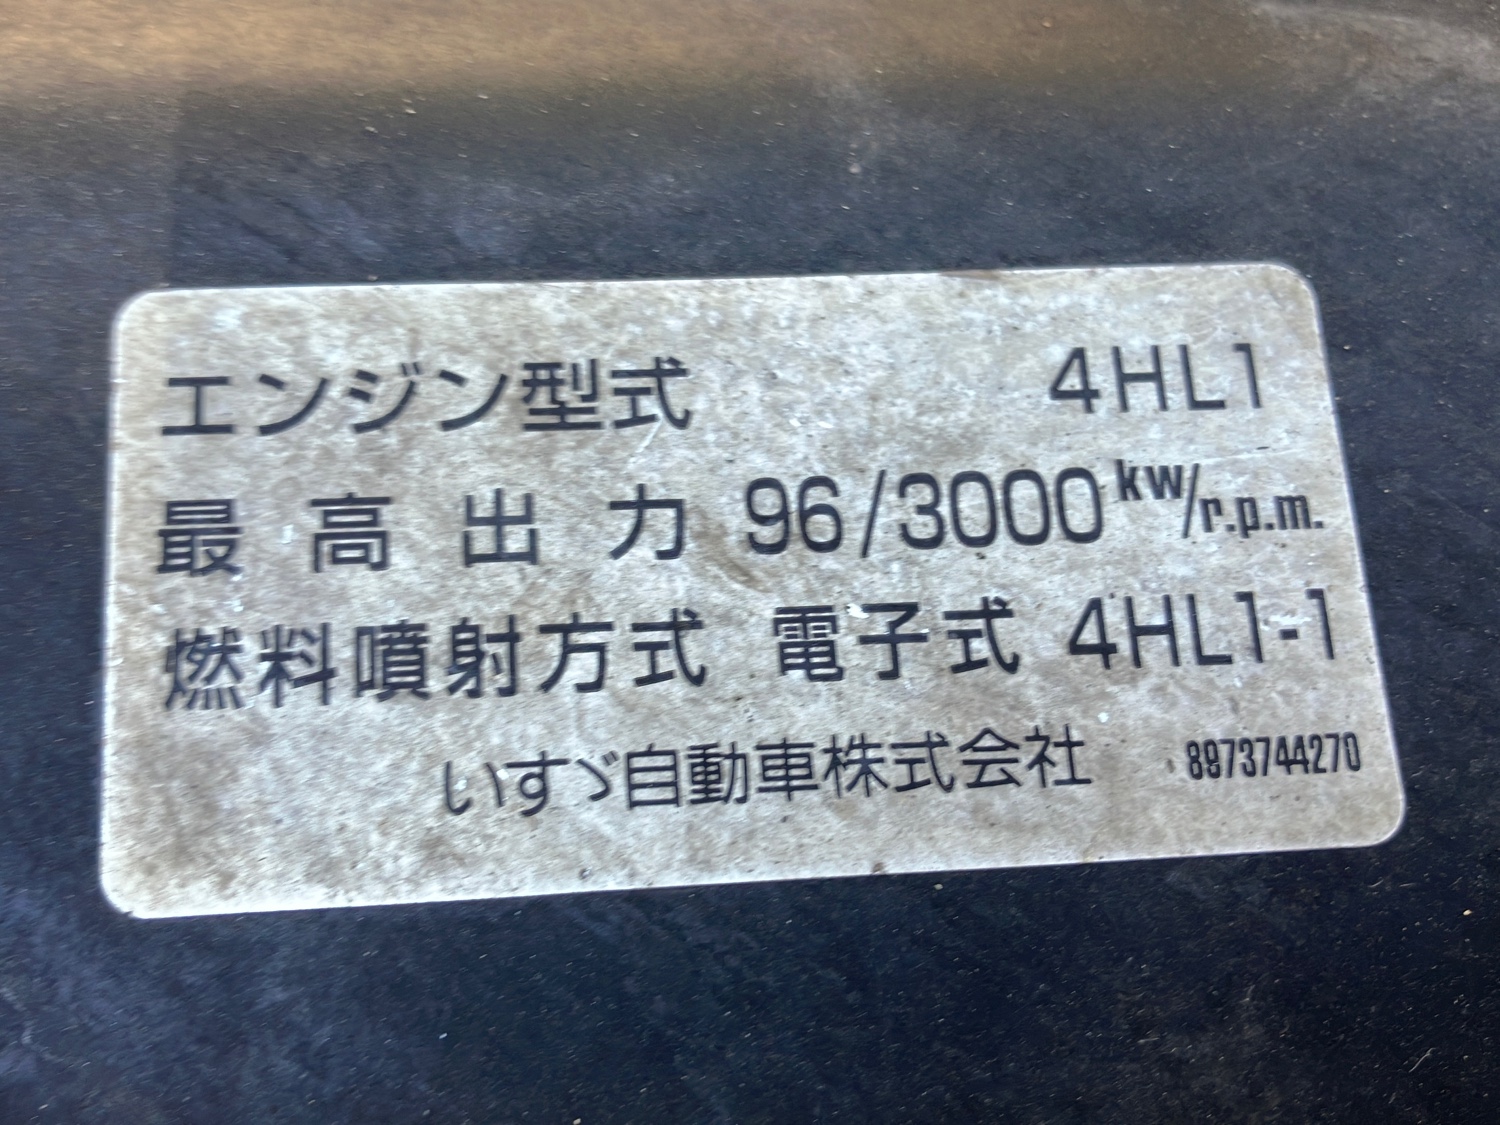 エンジン型式 4HL1
最高出力 96/3000 kw/r.p.m.
燃料噴射方式 電子式 4HL1-1
いすゞ自動車株式会社 8973744270